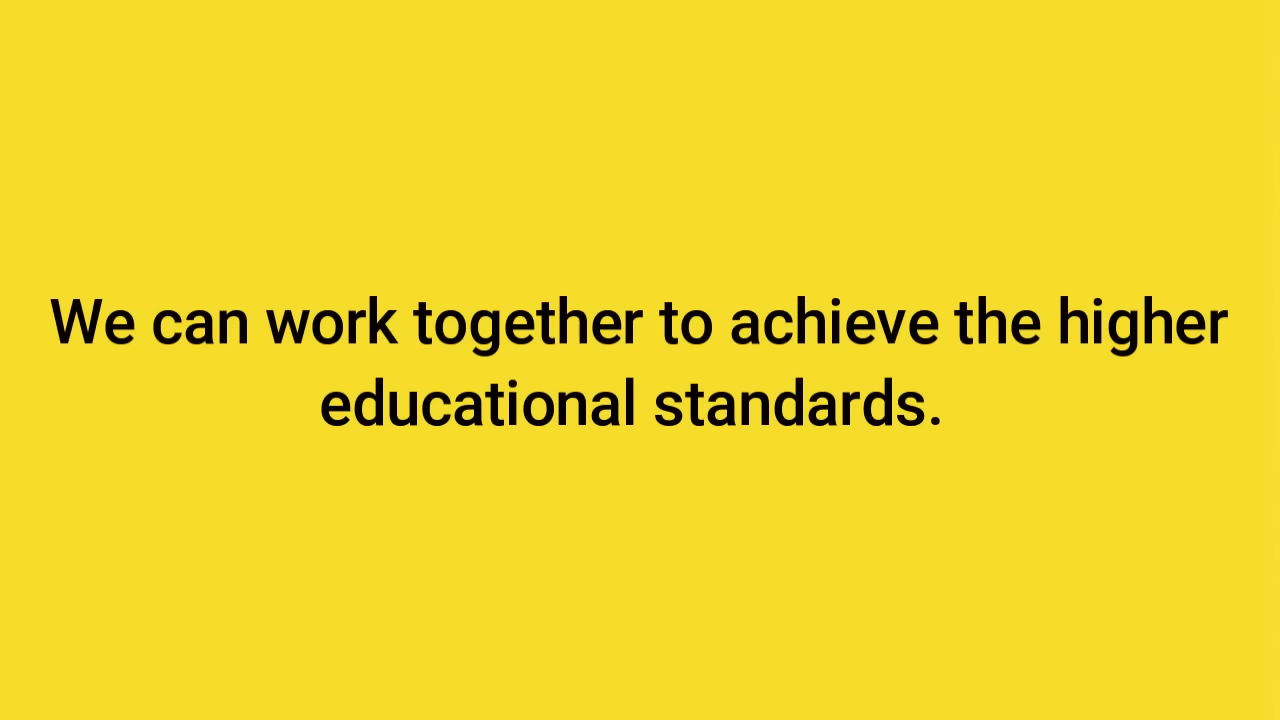 We can work together to achieve the higher
educational standards.